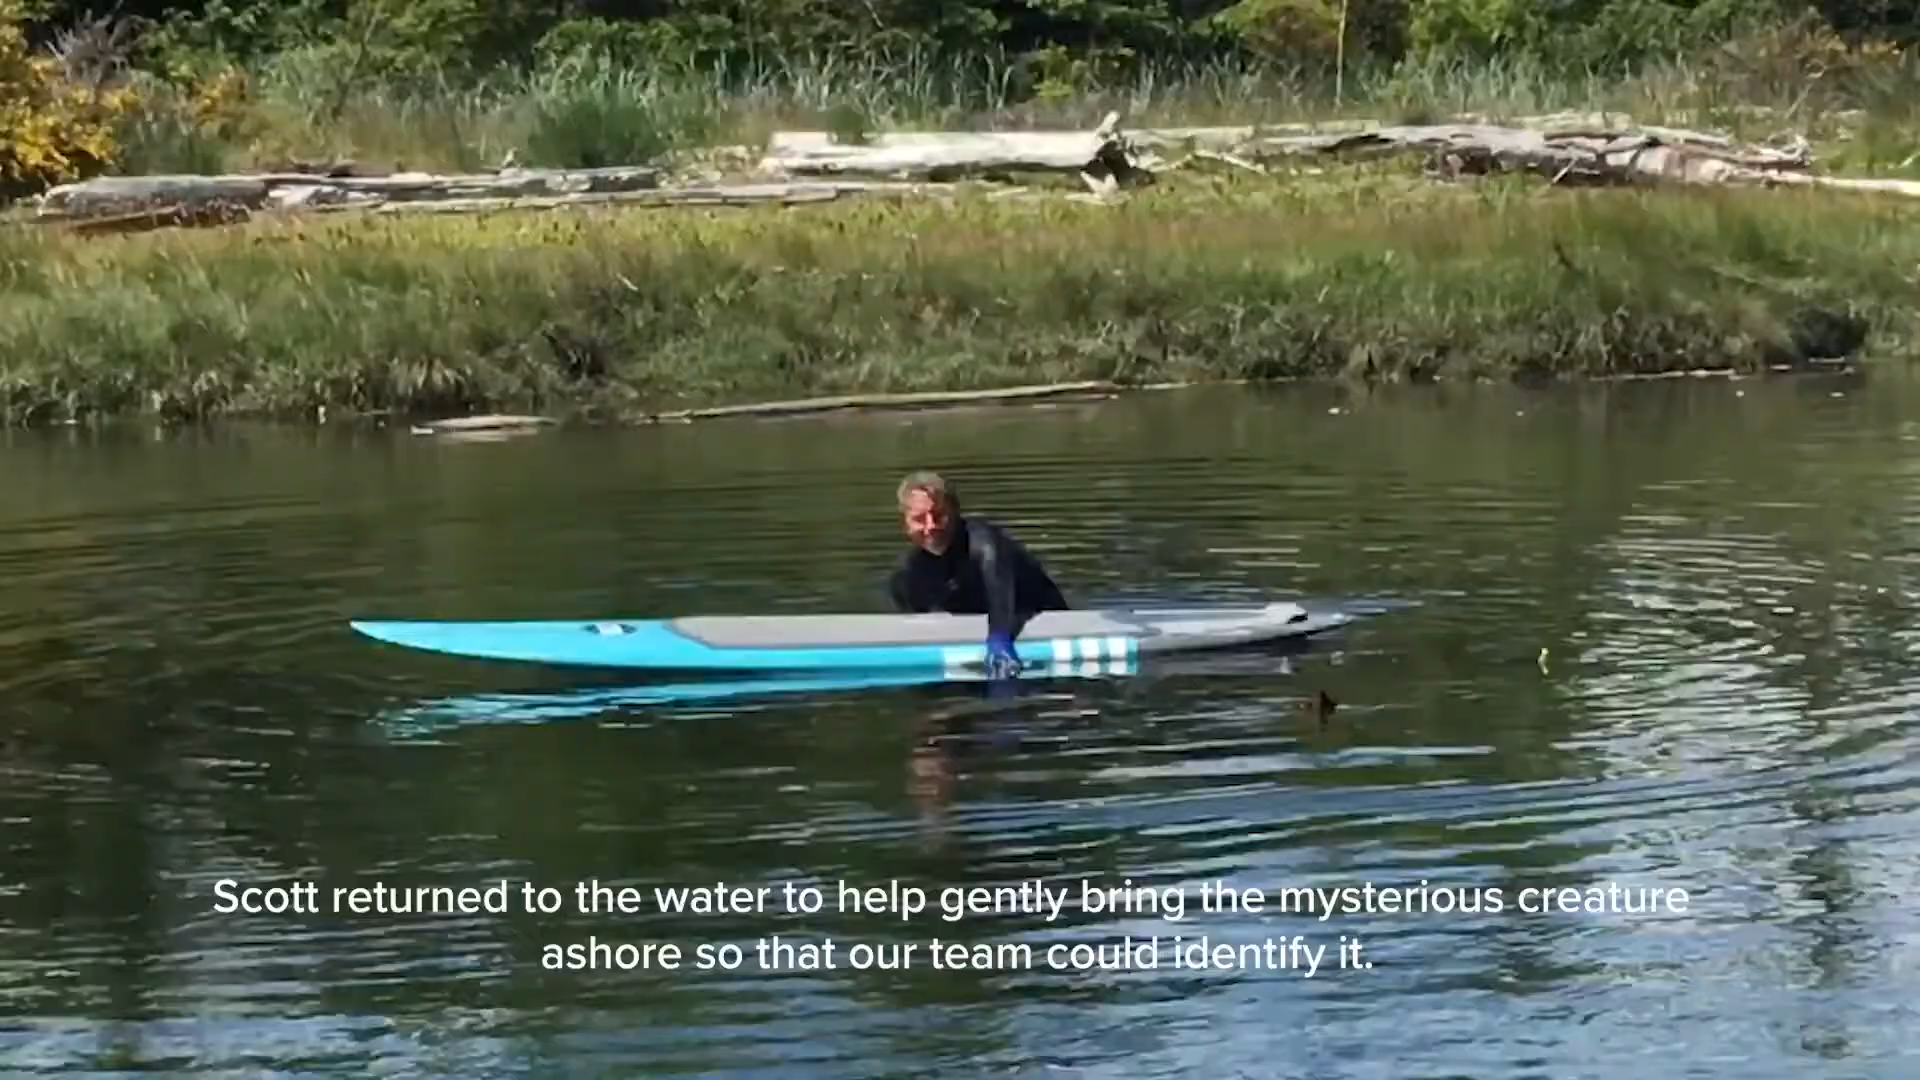 Scott returned to the water to help gently bring the mysterious creature
ashore so that our team could identify it.